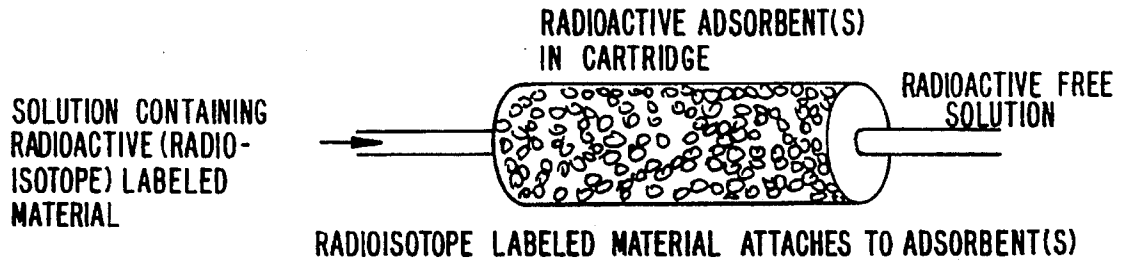 RADIOACTIVE ADSORBENT(S)
IN CARTRIDGE
SOLUTION CONTAINING
RADIOACTIVE (RADIO-
ISOTOPE) LABELED
MATERIAL
RADIOACTIVE FREE
SOLUTION
RADIOISOTOPE LABELED MATERIAL ATTACHES TO ADSORBENT(S)